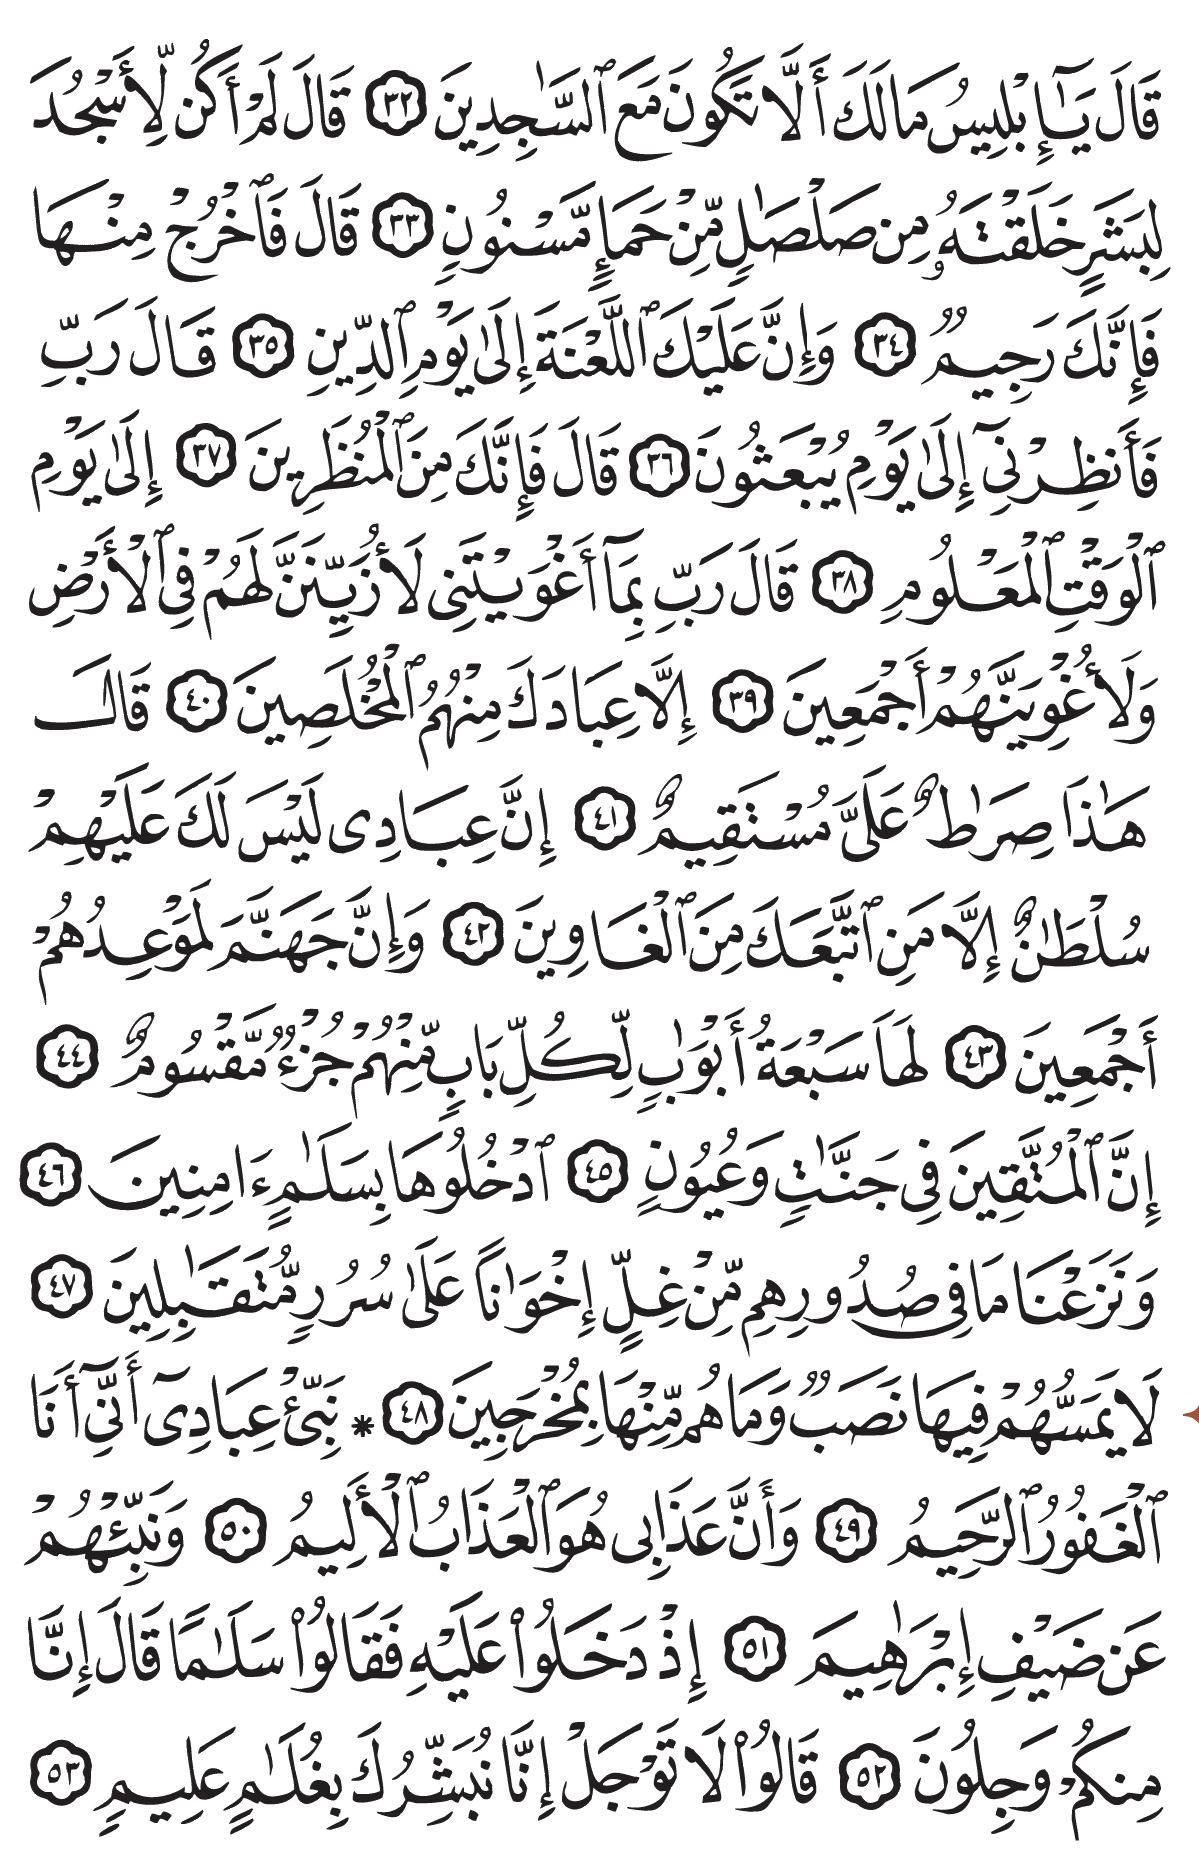 قَالَ يَـٰٓإِبْلِيسُ مَا لَكَ أَلَّا تَكُونَ مَعَ ٱلسَّـٰجِدِينَ ٣٢ قَالَ لَمْ أَكُن لِّأَسْجُدَ
لِبَشَرٍ خَلَقْتَهُۥ مِن صَلْصَـٰلٍ مِّنْ حَمَإٍ مَّسْنُونٍ ٣٣ قَالَ فَٱخْرُجْ مِنْهَا
فَإِنَّكَ رَجِيمٌ ٣٤ وَإِنَّ عَلَيْكَ ٱللَّعْنَةَ إِلَىٰ يَوْمِ ٱلدِّينِ ٣٥ قَالَ رَبِّ
فَأَنظِرْنِىٓ إِلَىٰ يَوْمِ يُبْعَثُونَ ٣٦ قَالَ فَإِنَّكَ مِنَ ٱلْمُنظَرِينَ ٣٧ إِلَىٰ يَوْمِ
ٱلْوَقْتِ ٱلْمَعْلُومِ ٣٨ قَالَ رَبِّ بِمَآ أَغْوَيْتَنِى لَأُزَيِّنَنَّ لَهُمْ فِى ٱلْأَرْضِ
وَلَأُغْوِيَنَّهُمْ أَجْمَعِينَ ٣٩ إِلَّا عِبَادَكَ مِنْهُمُ ٱلْمُخْلَصِينَ ٤٠ قَالَ
هَـٰذَا صِرَٰطٌ عَلَىَّ مُسْتَقِيمٌ ٤١ إِنَّ عِبَادِى لَيْسَ لَكَ عَلَيْهِمْ
سُلْطَـٰنٌ إِلَّا مَنِ ٱتَّبَعَكَ مِنَ ٱلْغَاوِينَ ٤٢ وَإِنَّ جَهَنَّمَ لَمَوْعِدُهُمْ
أَجْمَعِينَ ٤٣ لَهَا سَبْعَةُ أَبْوَٰبٍ لِّكُلِّ بَابٍ مِّنْهُمْ جُزْءٌ مَّقْسُومٌ ٤٤
إِنَّ ٱلْمُتَّقِينَ فِى جَنَّـٰتٍ وَعُيُونٍ ٤٥ ٱدْخُلُوهَا بِسَلَـٰمٍ ءَامِنِينَ ٤٦
وَنَزَعْنَا مَا فِى صُدُورِهِم مِّنْ غِلٍّ إِخْوَٰنًا عَلَىٰ سُرُرٍ مُّتَقَـٰبِلِينَ ٤٧
لَا يَمَسُّهُمْ فِيهَا نَصَبٌ وَمَا هُم مِّنْهَا بِمُخْرَجِينَ ٤٨ * نَبِّئْ عِبَادِىٓ أَنِّىٓ أَنَا
ٱلْغَفُورُ ٱلرَّحِيمُ ٤٩ وَأَنَّ عَذَابِى هُوَ ٱلْعَذَابُ ٱلْأَلِيمُ ٥٠ وَنَبِّئْهُمْ
عَن ضَيْفِ إِبْرَٰهِيمَ ٥١ إِذْ دَخَلُوا۟ عَلَيْهِ فَقَالُوا۟ سَلَـٰمًا قَالَ إِنَّا
مِنكُمْ وَجِلُونَ ٥٢ قَالُوا۟ لَا تَوْجَلْ إِنَّا نُبَشِّرُكَ بِغُلَـٰمٍ عَلِيمٍ ٥٣